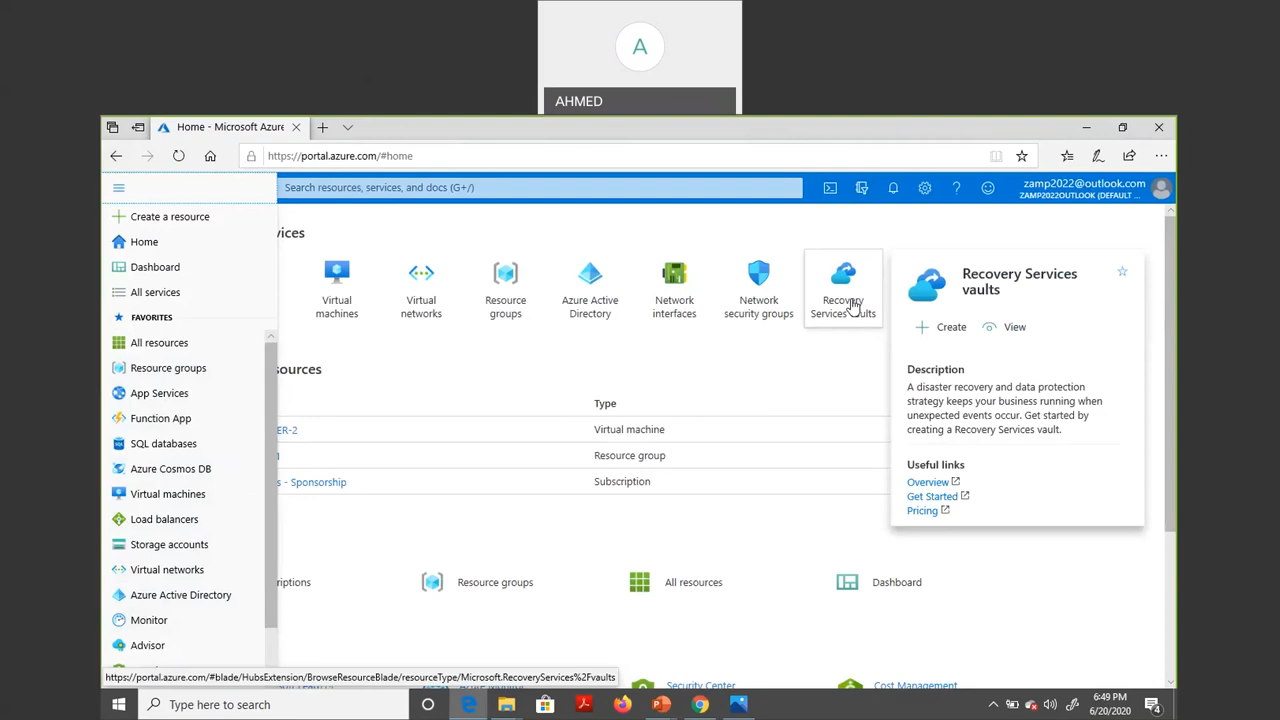 A
AHMED
Home - Microsoft Azure
https://portal.azure.com/#home
Search resources, services, and docs (G+/)
zamp2022@outlook.com
ZAMP2022OUTLOOK (DEFAULT ...
Create a resource
Home
Dashboard
All services
FAVORITES
All resources
Resource groups
App Services
Function App
SQL databases
Azure Cosmos DB
Virtual machines
Load balancers
Storage accounts
Virtual networks
Azure Active Directory
Monitor
Advisor
ices
Virtual
machines
Virtual
networks
Resource
groups
Azure Active
Directory
Network
interfaces
Network
security groups
Recovery
Services vaults
Recovery Services
vaults
Create
View
Description
A disaster recovery and data protection
strategy keeps your business running when
unexpected events occur. Get started by
creating a Recovery Services vault.
Useful links
Overview
Get Started
Pricing
ources
Type
ER-2
Virtual machine
Resource group
s - Sponsorship
Subscription
riptions
Resource groups
All resources
Dashboard
Security Center
Cost Management
https://portal.azure.com/#blade/HubsExtension/BrowseResourceBlade/resourceType/Microsoft.RecoveryServices%2Fvaults
Type here to search
6:49 PM
6/20/2020
4